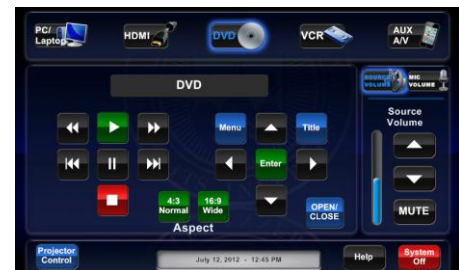 PC/
Laptop
HDMI
DVD
VCR
AUX
A/V
DVD
SOURCE
VOLUME
MIC
VOLUME
Source
Volume
Menu
Title
Enter
4:3
Normal
16:9
Wide
OPEN/
CLOSE
Aspect
MUTE
Projector
Control
July 12, 2012 - 12:45 PM
Help
System
Off